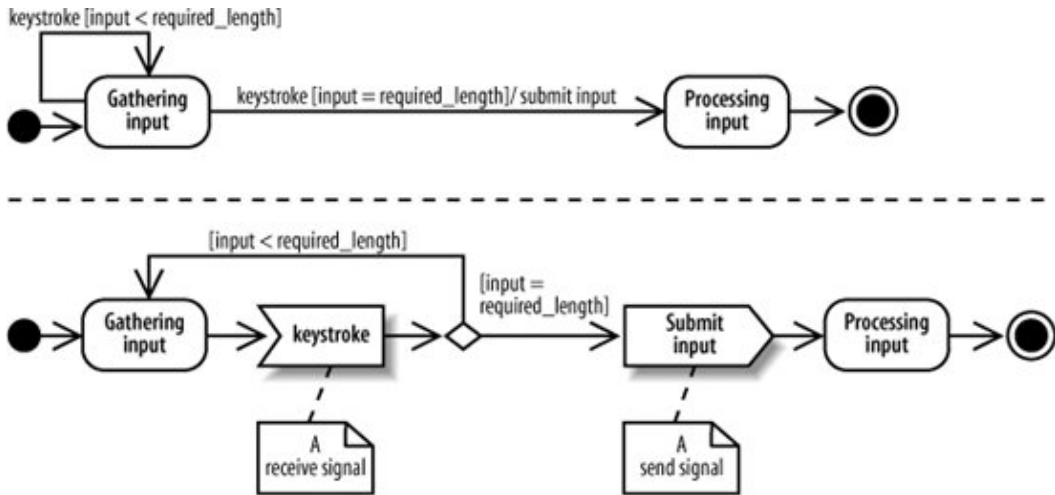 keystroke [input < required_length]
Gathering
input
keystroke [input = required_length]/ submit input
Processing
input
[input < required_length]
[input =
required_length]
Gathering
input
keystroke
Submit
input
Processing
input
A
receive signal
A
send signal